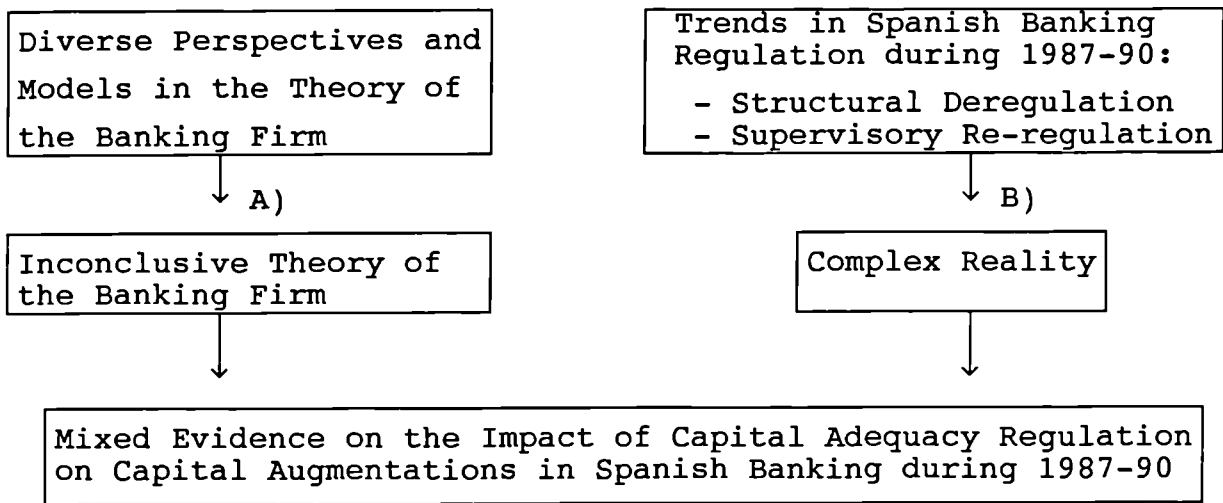 Diverse Perspectives and
Models in the Theory of
the Banking Firm
Trends in Spanish Banking
Regulation during 1987-90:
- Structural Deregulation
- Supervisory Re-regulation
A)
B)
Inconclusive Theory of
the Banking Firm
Complex Reality
Mixed Evidence on the Impact of Capital Adequacy Regulation
on Capital Augmentations in Spanish Banking during 1987-90